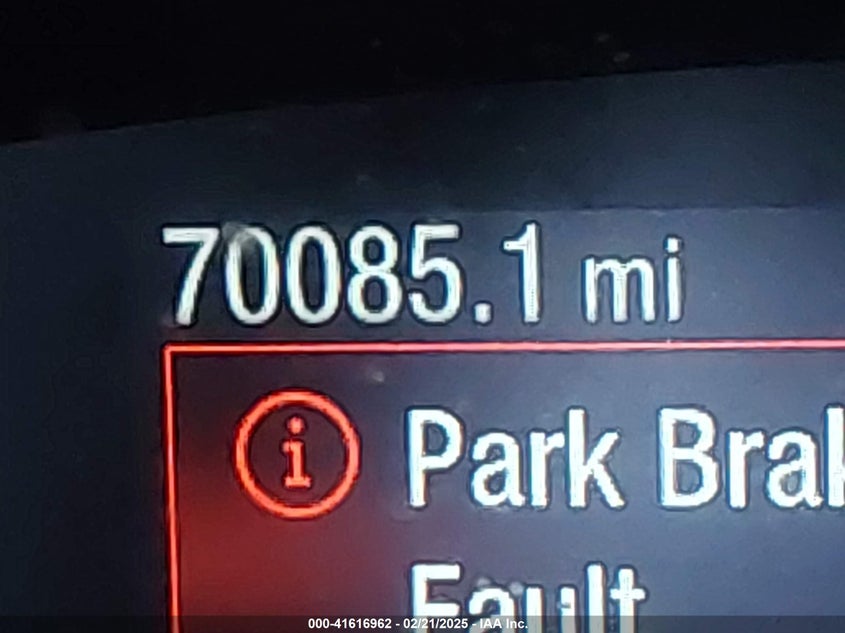 70085.1 mi
i
Park Brak
Fault
000-41616962 - 02/21/2025 - IAA Inc.